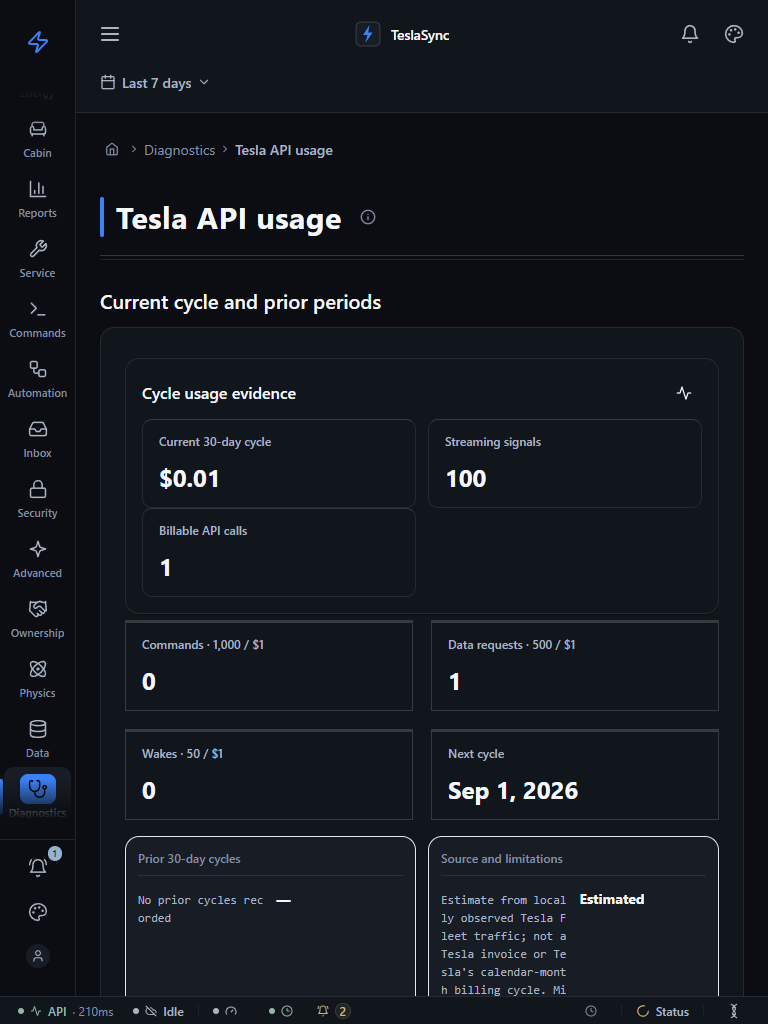 TeslaSync
Last 7 days
Energy
Cabin
Reports
Service
Commands
Automation
Inbox
Security
Advanced
Ownership
Physics
Data
Diagnostics
1
Diagnostics
Tesla API usage
Tesla API usage
Current cycle and prior periods
Cycle usage evidence
Current 30-day cycle
$0.01
Streaming signals
100
Billable API calls
1
Commands · 1,000 / $1
0
Data requests · 500 / $1
1
Wakes · 50 / $1
0
Next cycle
Sep 1, 2026
Prior 30-day cycles
No prior cycles rec
orded
—
Source and limitations
Estimate from local
ly observed Tesla F
leet traffic; not a
Tesla invoice or Te
sla's calendar-mont
h billing cycle. Mi
Estimated
API · 210ms
Idle
2
Status